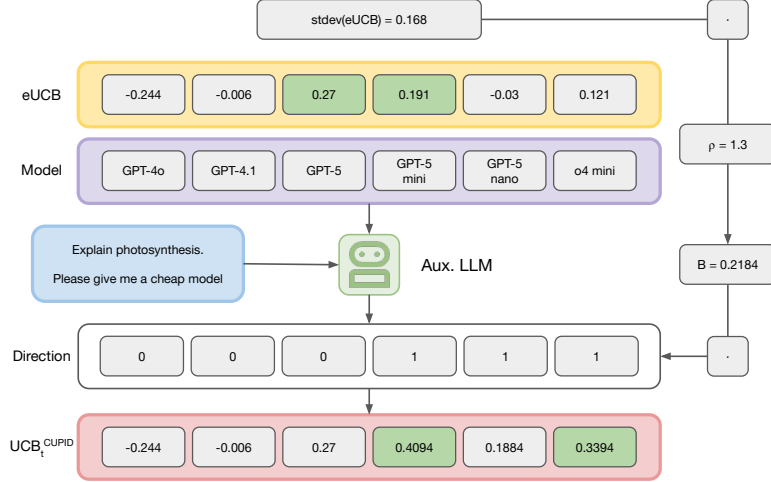 stdev(eUCB) = 0.168
·
eUCB
-0.244
-0.006
0.27
0.191
-0.03
0.121
ρ = 1.3
Model
GPT-4o
GPT-4.1
GPT-5
GPT-5
mini
GPT-5
nano
o4 mini
Explain photosynthesis.
Please give me a cheap model
Aux. LLM
B = 0.2184
Direction
0
0
0
1
1
1
·
UCB_t^CUPID
-0.244
-0.006
0.27
0.4094
0.1884
0.3394